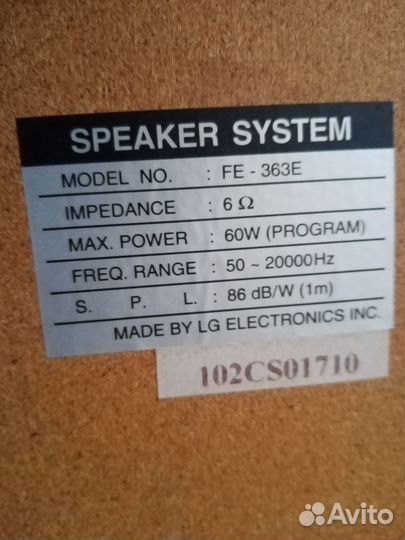 SPEAKER SYSTEM
MODEL NO. : FE - 363E
IMPEDANCE : 6 Ω
MAX. POWER : 60W (PROGRAM)
FREQ. RANGE : 50 ~ 20000Hz
S. P. L. : 86 dB/W (1m)
MADE BY LG ELECTRONICS INC.
102CS01710
Avito